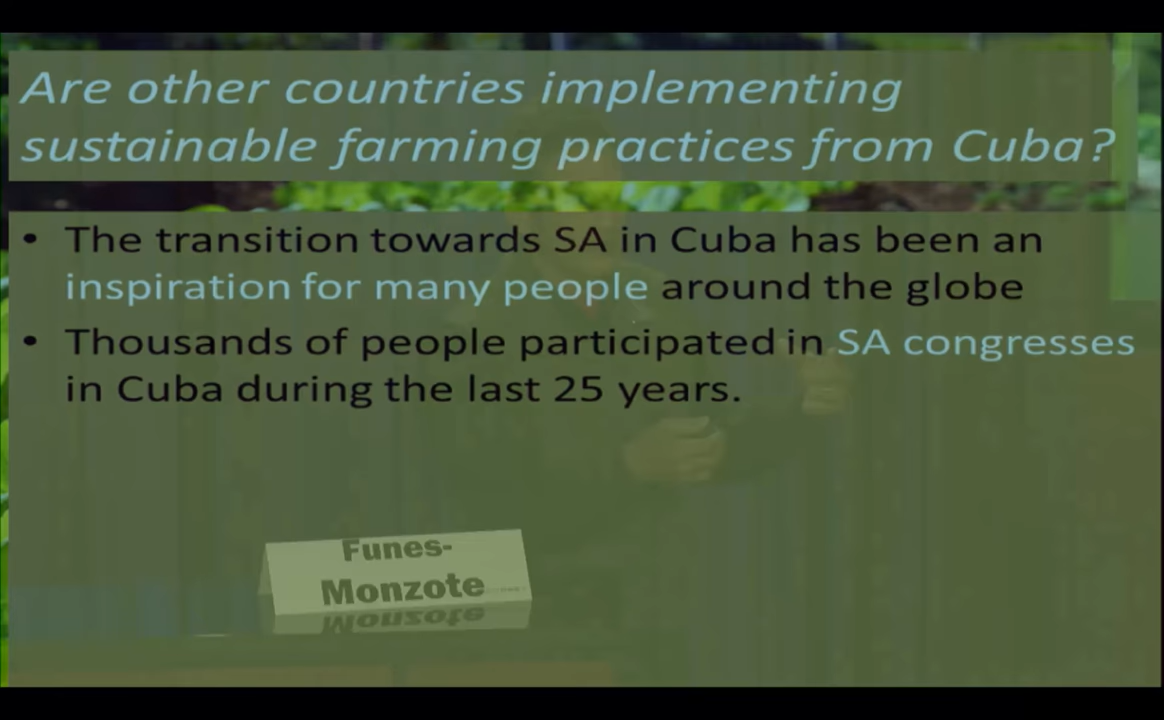 Are other countries implementing
sustainable farming practices from Cuba?
• The transition towards SA in Cuba has been an
inspiration for many people around the globe
• Thousands of people participated in SA congresses
in Cuba during the last 25 years.
Funes-
Monzote